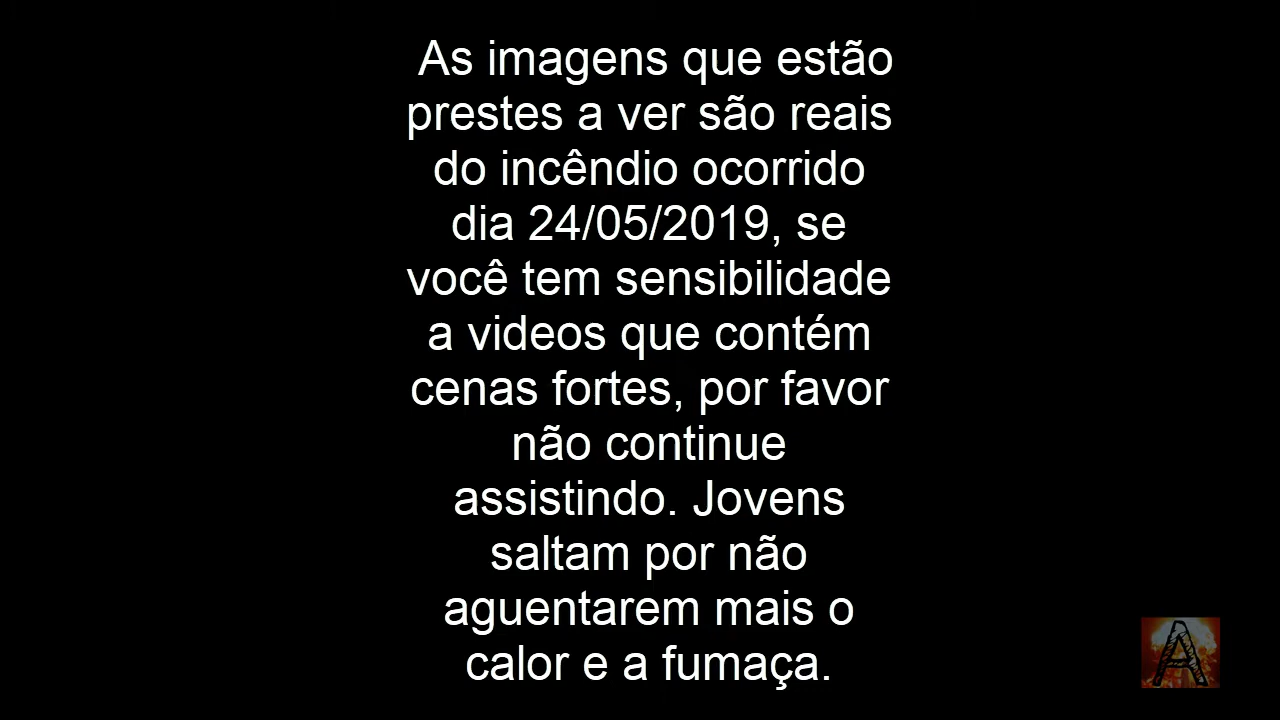 As imagens que estão
prestes a ver são reais
do incêndio ocorrido
dia 24/05/2019, se
você tem sensibilidade
a videos que contém
cenas fortes, por favor
não continue
assistindo. Jovens
saltam por não
aguentarem mais o
calor e a fumaça.
A